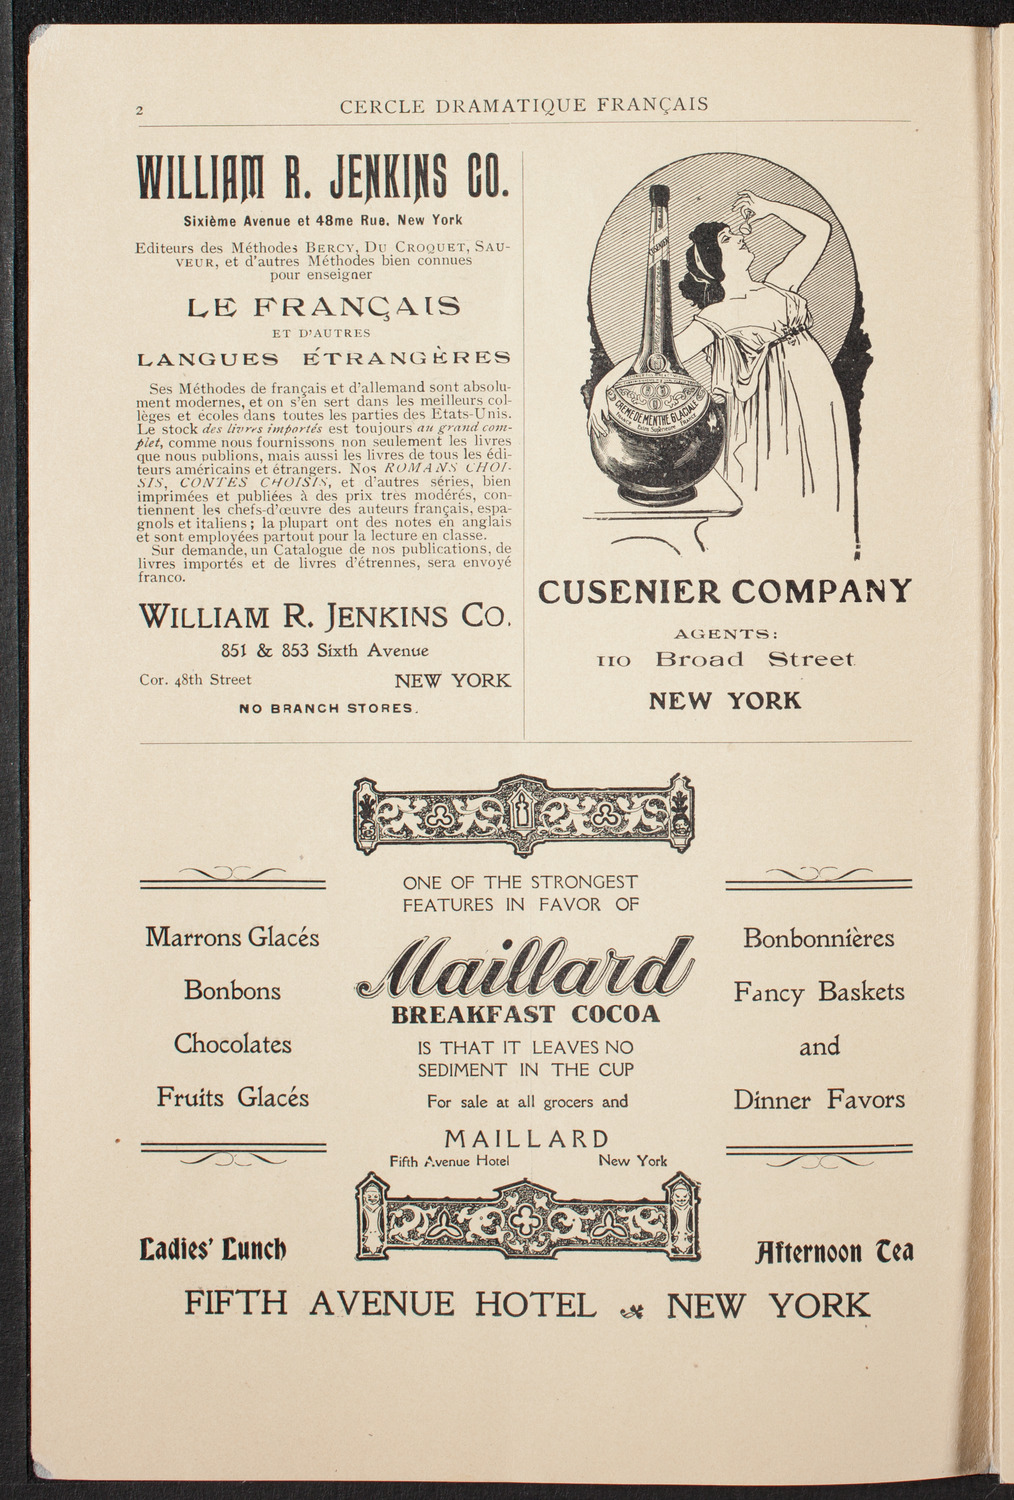 2
CERCLE DRAMATIQUE FRANÇAIS
WILLIAM R. JENKINS CO.
Sixième Avenue et 48me Rue, New York
Editeurs des Méthodes BERCY, DU CROQUET, SAU-
VEUR, et d'autres Méthodes bien connues
pour enseigner
LE FRANÇAIS
ET D'AUTRES
LANGUES ÉTRANGÈRES
Ses Méthodes de français et d'allemand sont absolu-
ment modernes, et on s'en sert dans les meilleurs col-
lèges et écoles dans toutes les parties des Etats-Unis.
Le stock des livres importés est toujours au grand com-
plet, comme nous fournissons non seulement les livres
que nous publions, mais aussi les livres de tous les édi-
teurs américains et étrangers. Nos ROMANS CHOI-
SIS, CONTES CHOISIS, et d'autres séries, bien
imprimées et publiées à des prix très modérés, con-
tiennent les chefs-d'œuvre des auteurs français, espa-
gnols et italiens; la plupart ont des notes en anglais
et sont employées partout pour la lecture en classe.
Sur demande, un Catalogue de nos publications, de
livres importés et de livres d'étrennes, sera envoyé
franco.
WILLIAM R. JENKINS CO.
851 & 853 Sixth Avenue
Cor. 48th Street NEW YORK
NO BRANCH STORES.
CUSENIER
CREME DE MENTHE GLACIALE
Extra Supérieure
FRANCE
CUSENIER COMPANY
AGENTS:
110 Broad Street
NEW YORK
Marrons Glacés
Bonbons
Chocolates
Fruits Glacés
ONE OF THE STRONGEST
FEATURES IN FAVOR OF
Maillard
BREAKFAST COCOA
IS THAT IT LEAVES NO
SEDIMENT IN THE CUP
For sale at all grocers and
MAILLARD
Fifth Avenue Hotel New York
Bonbonnières
Fancy Baskets
and
Dinner Favors
Ladies' Lunch
Afternoon Tea
FIFTH AVENUE HOTEL NEW YORK